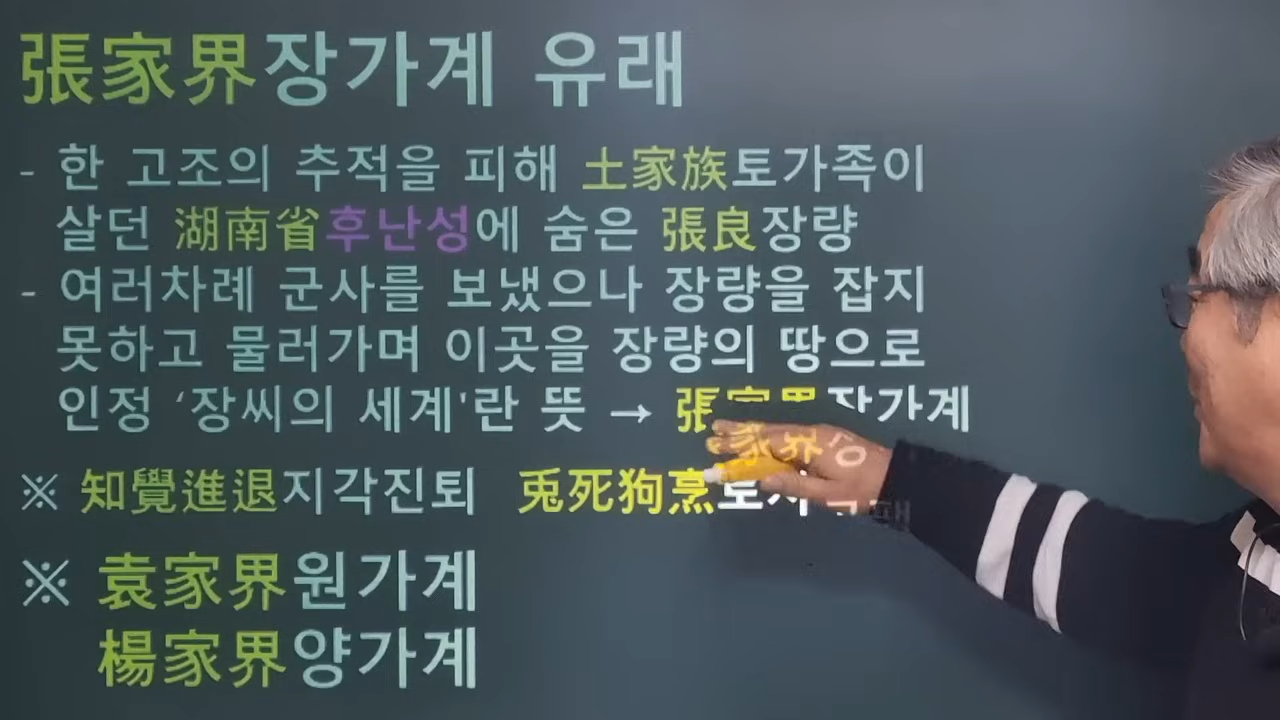 張家界장가계 유래
- 한 고조의 추적을 피해 土家族토가족이
살던 湖南省후난성에 숨은 張良장량
- 여러차례 군사를 보냈으나 장량을 잡지
못하고 물러가며 이곳을 장량의 땅으로
인정 '장씨의 세계'란 뜻 → 張家界장가계
※ 知覺進退지각진퇴 兎死狗烹토사
※ 袁家界원가계
楊家界양가계